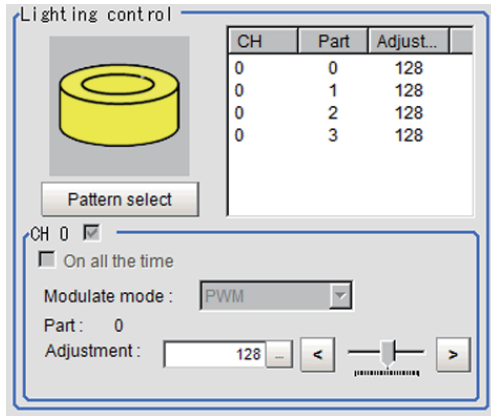 Lighting control
CH Part Adjust...
0 0 128
0 1 128
0 2 128
0 3 128
Pattern select
CH 0
On all the time
Modulate mode : PWM
Part : 0
Adjustment : 128 ... < >